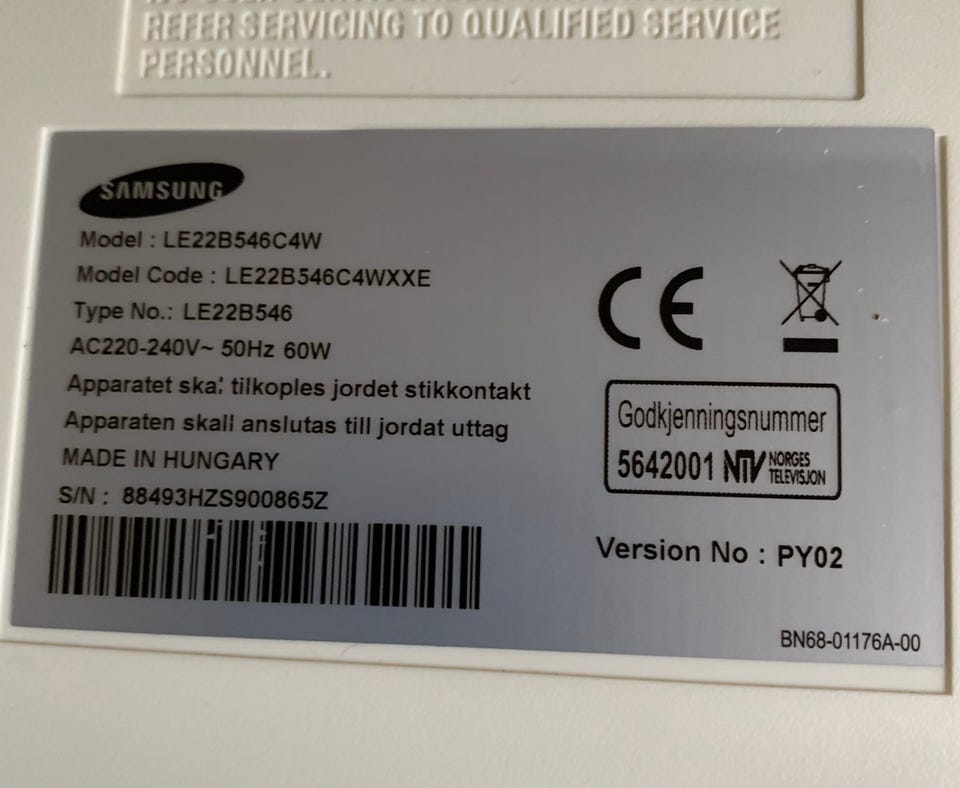 REFER SERVICING TO QUALIFIED SERVICE
PERSONNEL.
SAMSUNG
Model : LE22B546C4W
Model Code : LE22B546C4WXXE
Type No.: LE22B546
AC220-240V~ 50Hz 60W
Apparatet skal tilkoples jordet stikkontakt
Apparaten skall anslutas till jordat uttag
MADE IN HUNGARY
S/N : 88493HZS900865Z
CE
Godkjenningsnummer
5642001 NTV NORGES
TELEVISJON
Version No : PY02
BN68-01176A-00